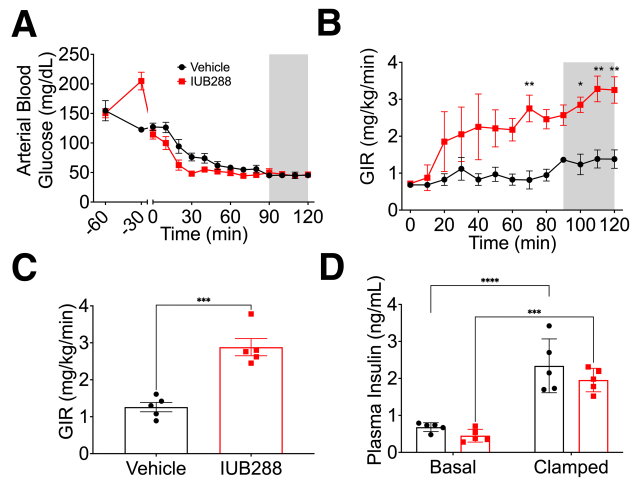 A
Arterial Blood
Glucose (mg/dL)
250
200
150
100
50
0
-60
-30
0
30
60
90
120
Time (min)
Vehicle
IUB288
B
GIR (mg/kg/min)
4
3
2
1
0
0
20
40
60
80
100
120
Time (min)
**
*
**
**
C
GIR (mg/kg/min)
4
3
2
1
0
***
Vehicle
IUB288
D
Plasma Insulin (ng/mL)
4
3
2
1
0
****
***
Basal
Clamped